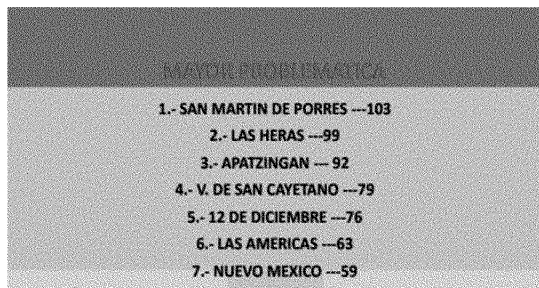 MAYOR PROBLEMATICA
1.- SAN MARTIN DE PORRES ---103
2.- LAS HERAS ---99
3.- APATZINGAN --- 92
4.- V. DE SAN CAYETANO ---79
5.- 12 DE DICIEMBRE ---76
6.- LAS AMERICAS ---63
7.- NUEVO MEXICO ---59